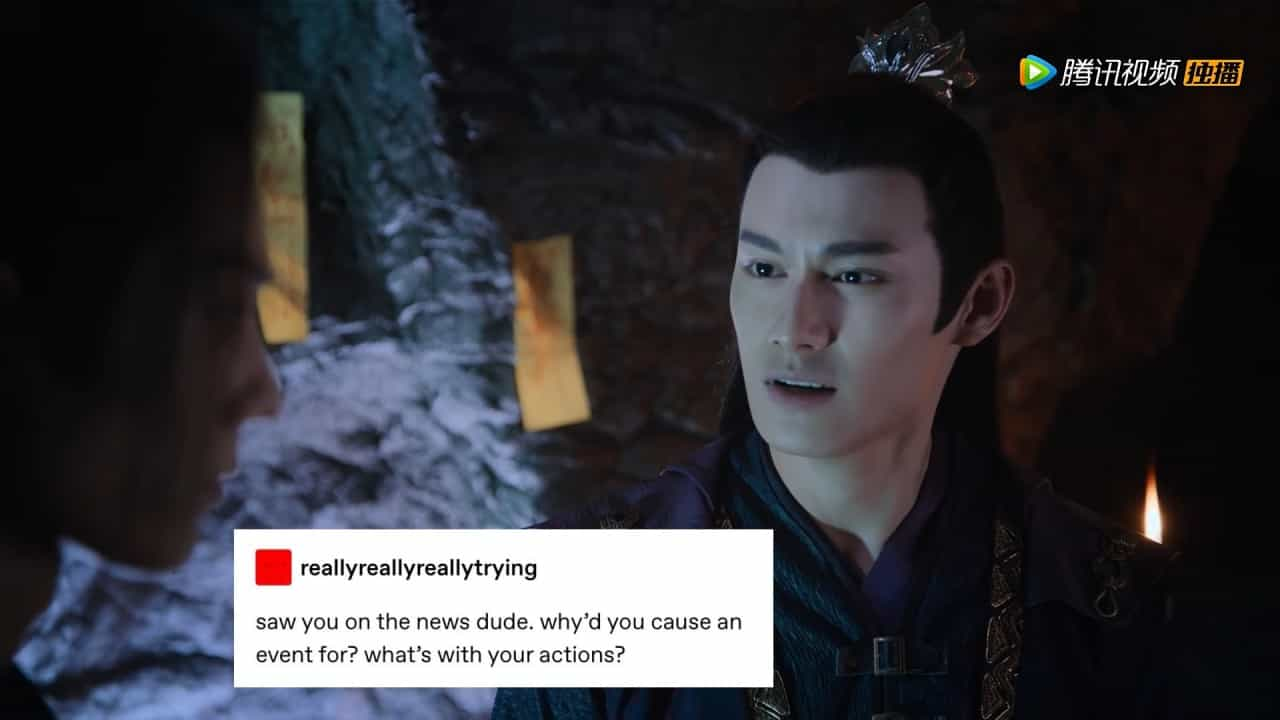 腾讯视频 独播
reallyreallyreallytrying
saw you on the news dude. why'd you cause an
event for? what's with your actions?